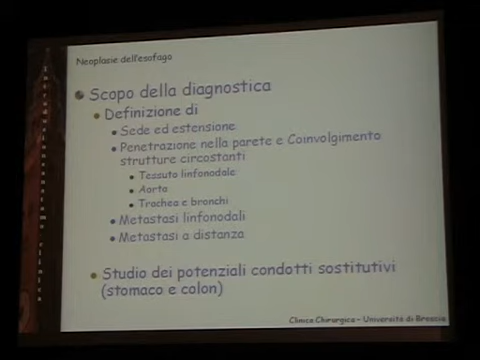 Neoplasie dell'esofago
Scopo della diagnostica
Definizione di
Sede ed estensione
Penetrazione nella parete e Coinvolgimento
strutture circostanti
Tessuto linfonodale
Aorta
Trachea e bronchi
Metastasi linfonodali
Metastasi a distanza
Studio dei potenziali condotti sostitutivi
(stomaco e colon)
Clinica Chirurgica - Università di Brescia